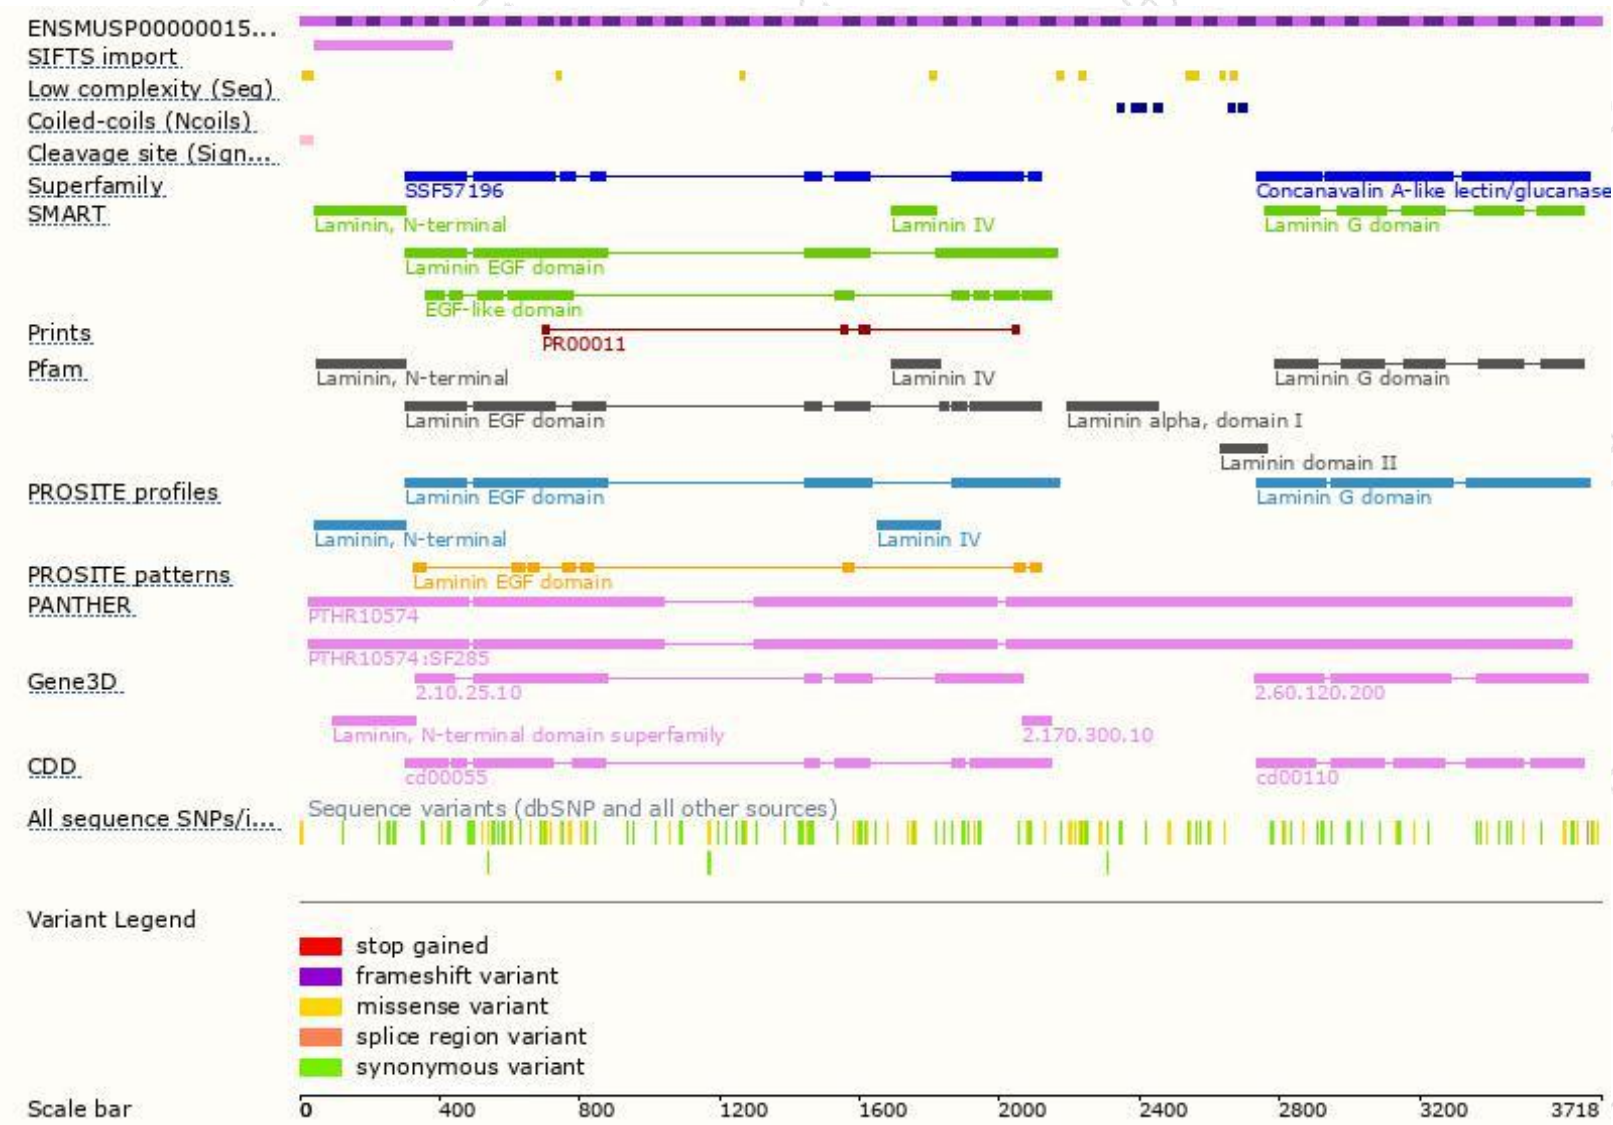 ENSMUSP00000015...
SIFTS import
Low complexity (Seg)
Coiled-coils (Ncoils)
Cleavage site (Sign...
Superfamily
SSF57196
Concanavalin A-like lectin/glucanase
SMART
Laminin, N-terminal
Laminin IV
Laminin G domain
Laminin EGF domain
EGF-like domain
Prints
PR00011
Pfam
Laminin, N-terminal
Laminin IV
Laminin G domain
Laminin EGF domain
Laminin alpha, domain I
Laminin domain II
PROSITE profiles
Laminin EGF domain
Laminin G domain
Laminin, N-terminal
Laminin IV
PROSITE patterns
Laminin EGF domain
PANTHER
PTHR10574
PTHR10574:SF285
Gene3D
2.10.25.10
2.60.120.200
Laminin, N-terminal domain superfamily
2.170.300.10
CDD
cd00055
cd00110
All sequence SNPs/i...
Sequence variants (dbSNP and all other sources)
Variant Legend
stop gained
frameshift variant
missense variant
splice region variant
synonymous variant
Scale bar
0 400 800 1200 1600 2000 2400 2800 3200 3718